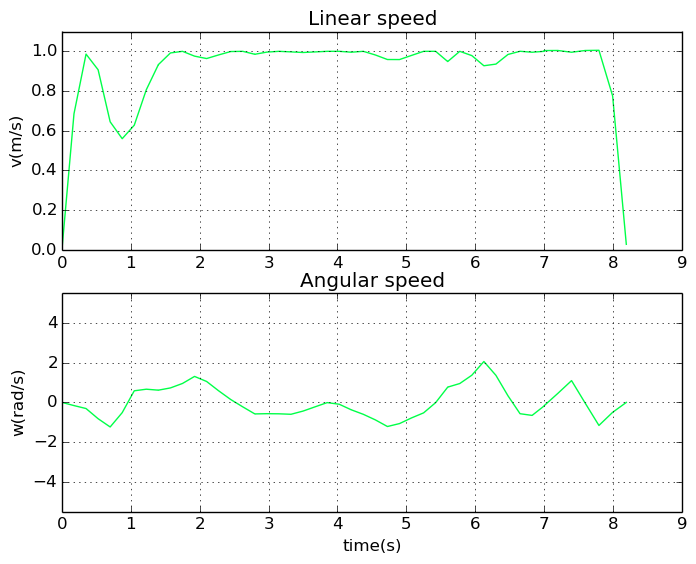 Linear speed
v(m/s)
1.0
0.8
0.6
0.4
0.2
0.0
0 1 2 3 4 5 6 7 8 9
Angular speed
w(rad/s)
4
2
0
−2
−4
0 1 2 3 4 5 6 7 8 9
time(s)